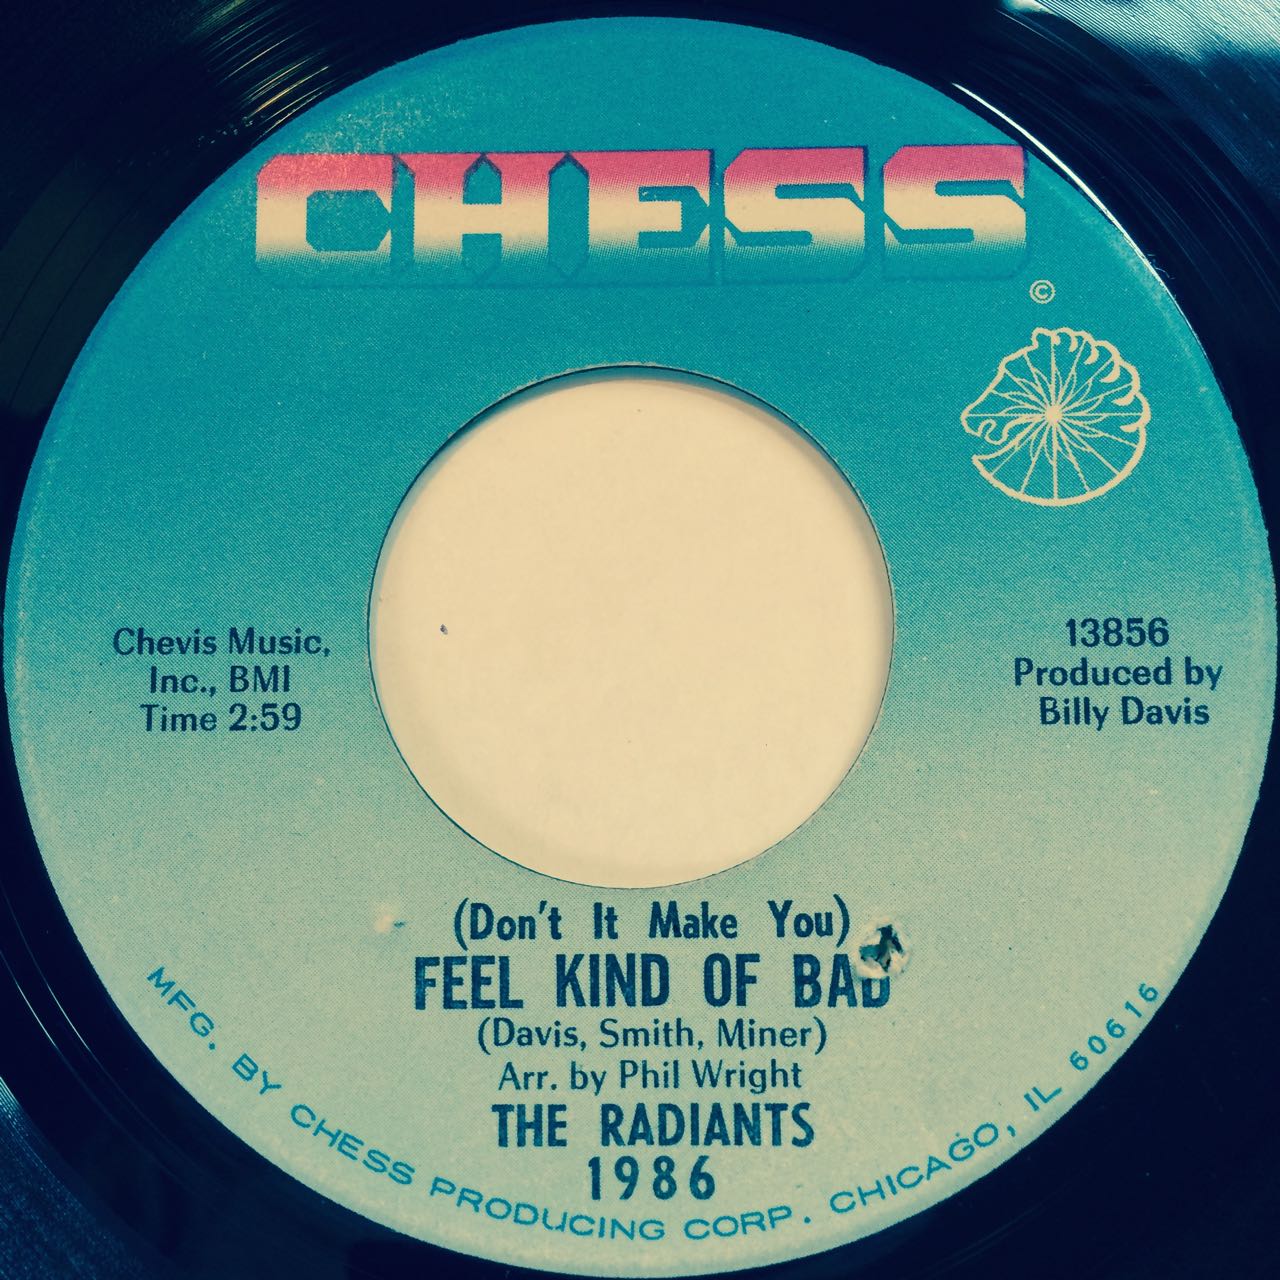 CHESS
©
Chevis Music,
Inc., BMI
Time 2:59
13856
Produced by
Billy Davis
(Don't It Make You)
FEEL KIND OF BAD
(Davis, Smith, Miner)
Arr. by Phil Wright
THE RADIANTS
1986
MFG. BY CHESS PRODUCING CORP. CHICAGO, IL 60616